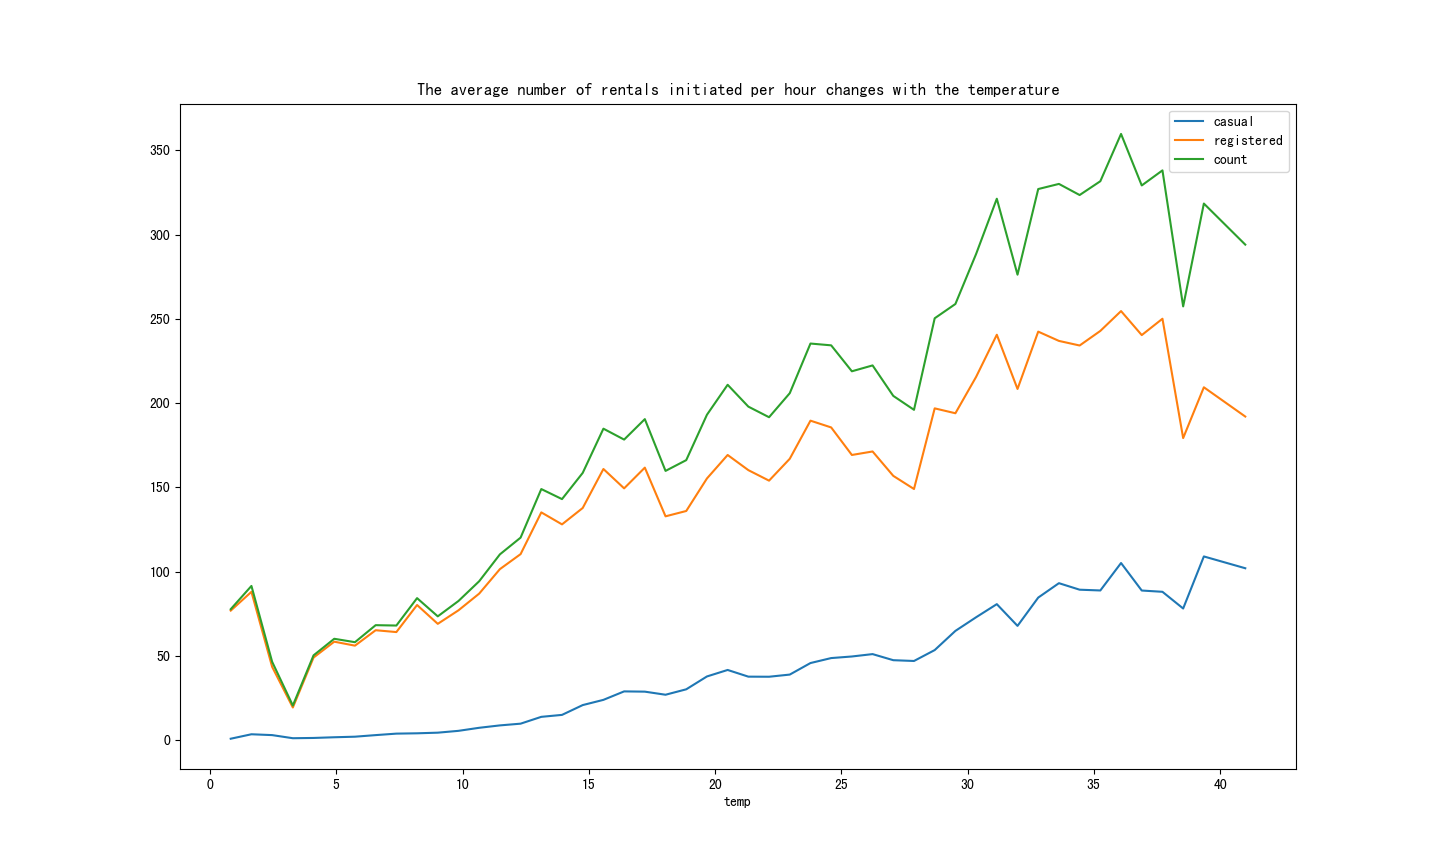 The average number of rentals initiated per hour changes with the temperature
casual
registered
count
350
300
250
200
150
100
50
0
0 5 10 15 20 25 30 35 40
temp